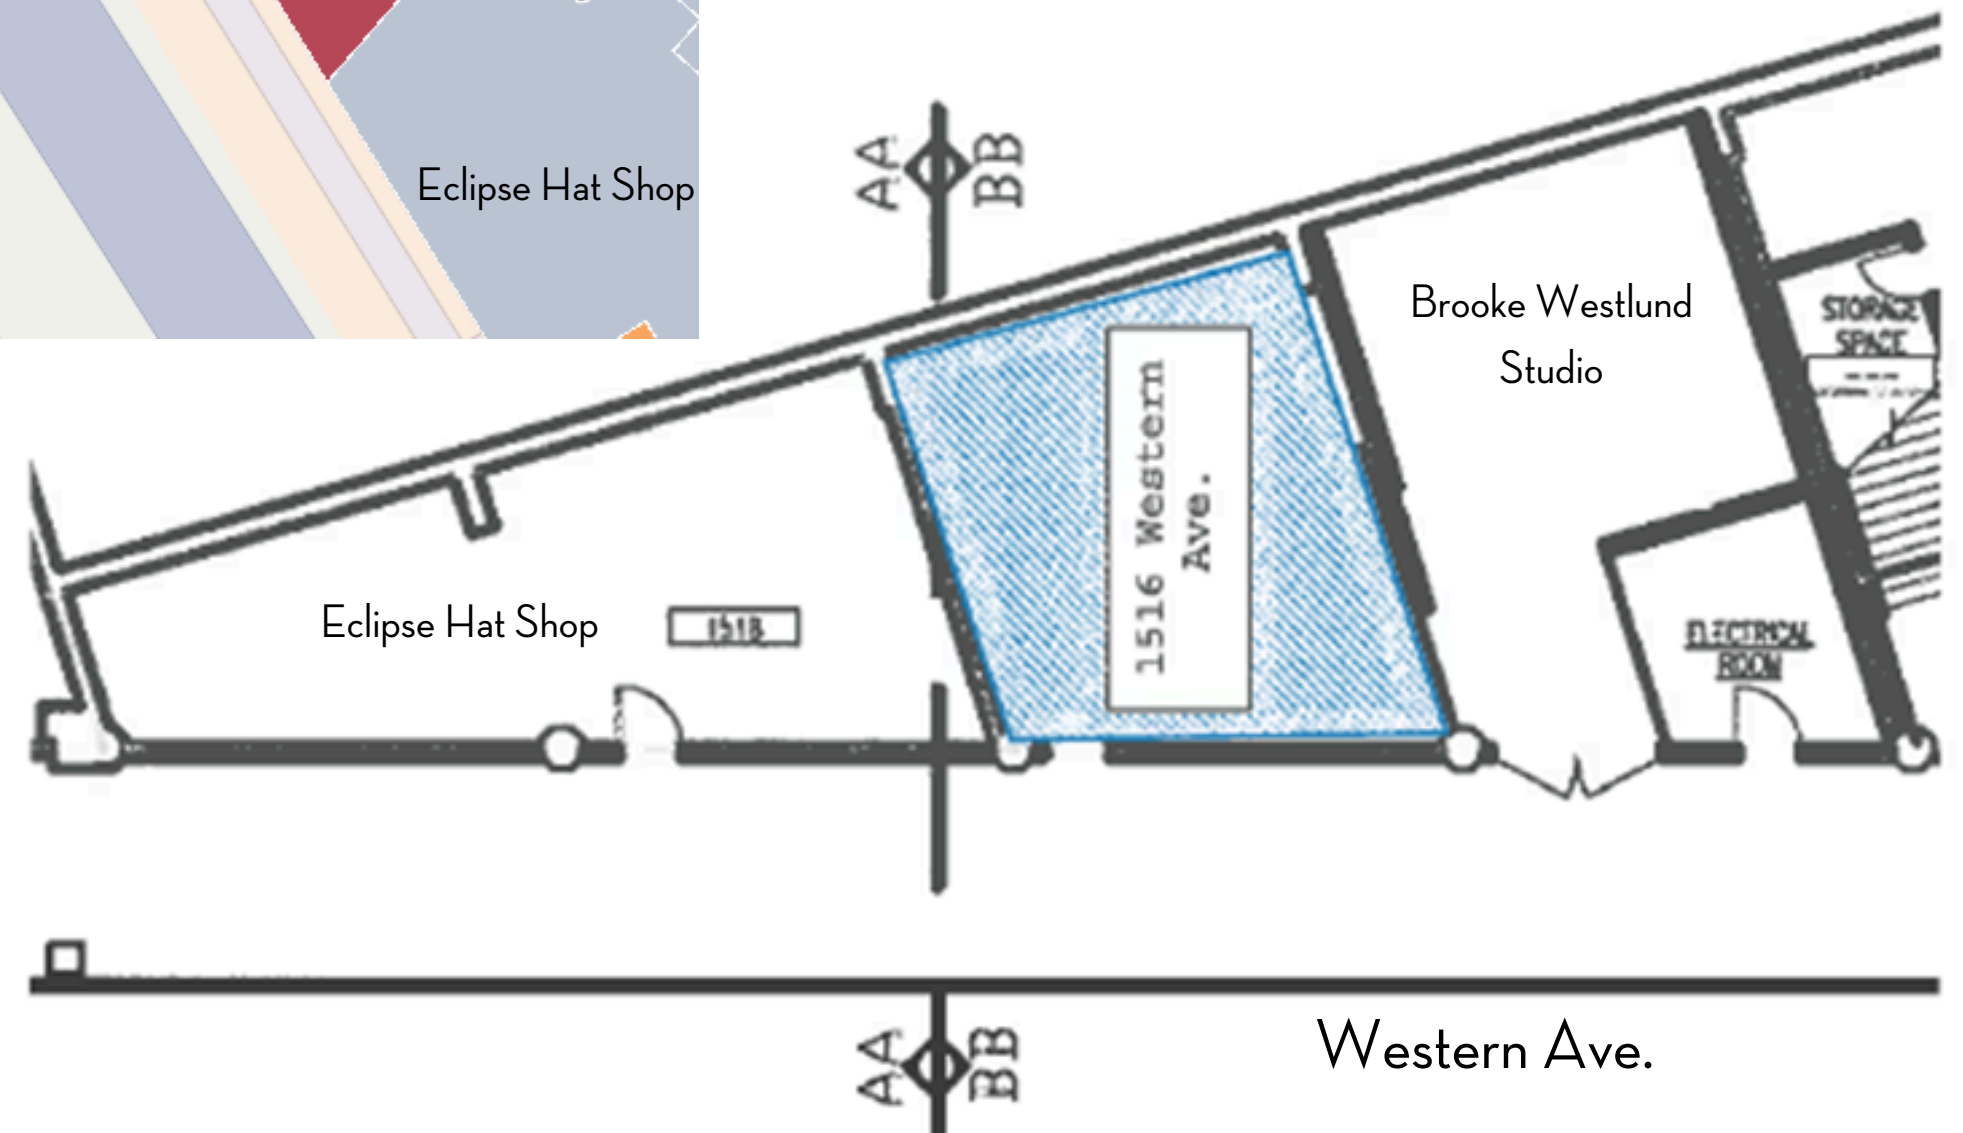 Eclipse Hat Shop
AA
BB
Brooke Westlund
Studio
STORAGE
SPACE
1516 Western
Ave.
Eclipse Hat Shop
ELECTRICAL
ROOM
AA
BB
Western Ave.